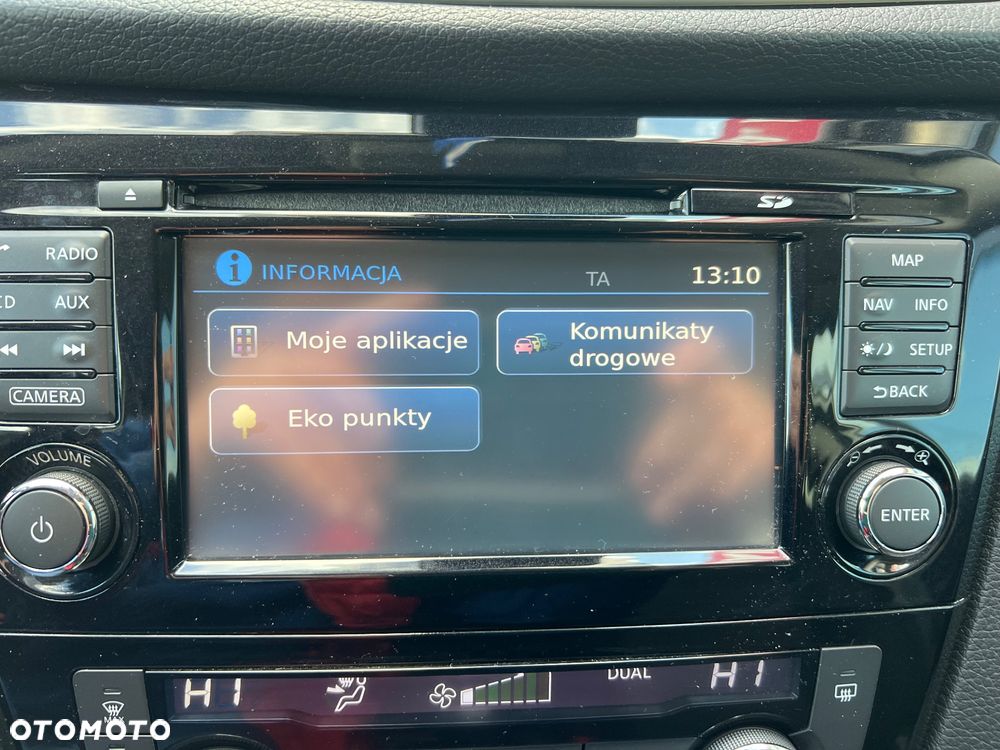 SD
RADIO
MAP
INFORMACJA
TA
13:10
CD
AUX
NAV
INFO
Moje aplikacje
Komunikaty
drogowe
SETUP
CAMERA
BACK
Eko punkty
VOLUME
ENTER
HI
DUAL
HI
MAX
OTOMOTO